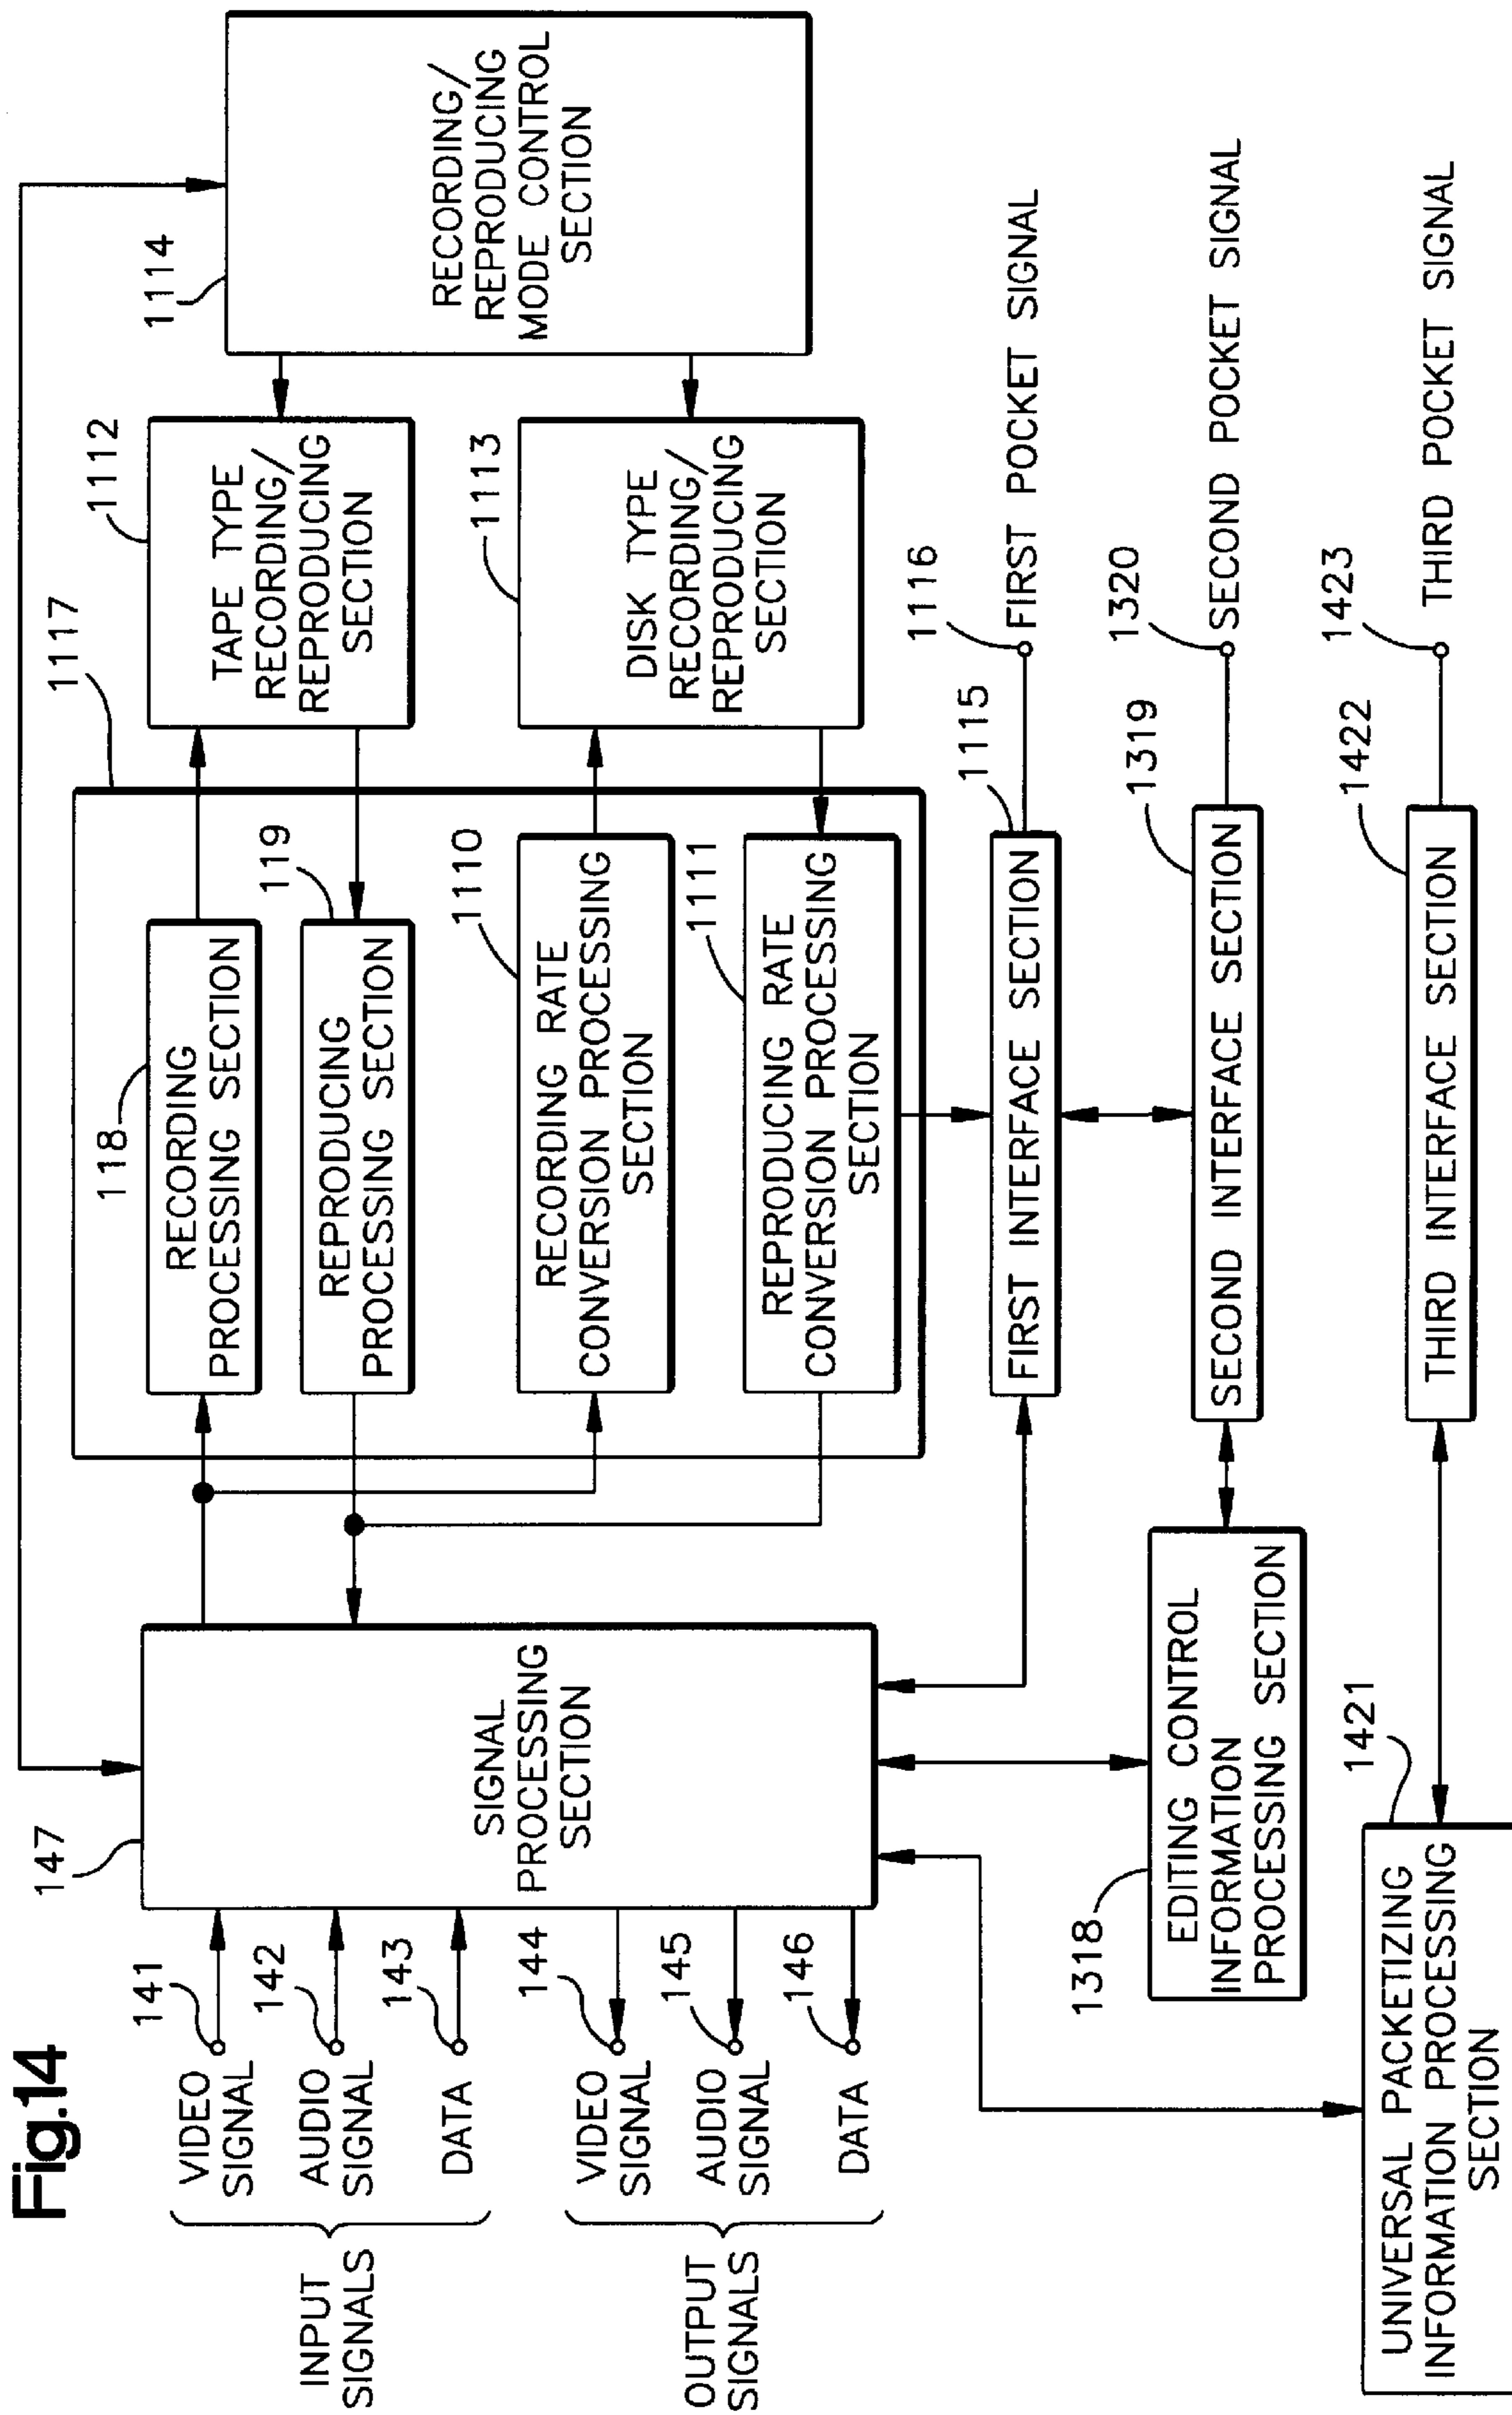 Fig.14
INPUT
SIGNALS
VIDEO
SIGNAL
141
AUDIO
SIGNAL
142
DATA
143
OUTPUT
SIGNALS
VIDEO
SIGNAL
144
AUDIO
SIGNAL
145
DATA
146
147
SIGNAL
PROCESSING
SECTION
1117
118
RECORDING
PROCESSING SECTION
119
REPRODUCING
PROCESSING SECTION
1110
RECORDING RATE
CONVERSION PROCESSING
SECTION
1111
REPRODUCING RATE
CONVERSION PROCESSING
SECTION
1112
TAPE TYPE
RECORDING/
REPRODUCING
SECTION
1113
DISK TYPE
RECORDING/
REPRODUCING
SECTION
1114
RECORDING/
REPRODUCING
MODE CONTROL
SECTION
1115
FIRST INTERFACE SECTION
1116
FIRST POCKET SIGNAL
1318
EDITING CONTROL
INFORMATION
PROCESSING SECTION
1319
SECOND INTERFACE SECTION
1320
SECOND POCKET SIGNAL
1421
UNIVERSAL PACKETIZING
INFORMATION PROCESSING
SECTION
1422
THIRD INTERFACE SECTION
1423
THIRD POCKET SIGNAL